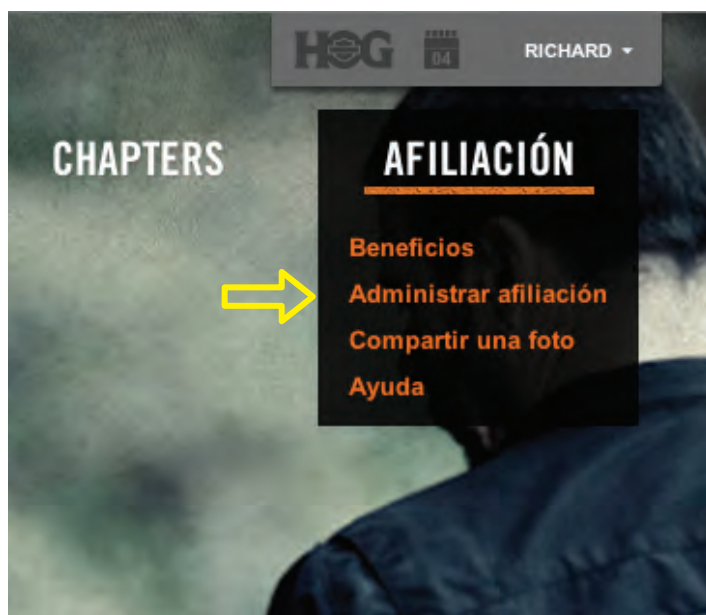 HOG
04
RICHARD
CHAPTERS
AFILIACIÓN
Beneficios
Administrar afiliación
Compartir una foto
Ayuda